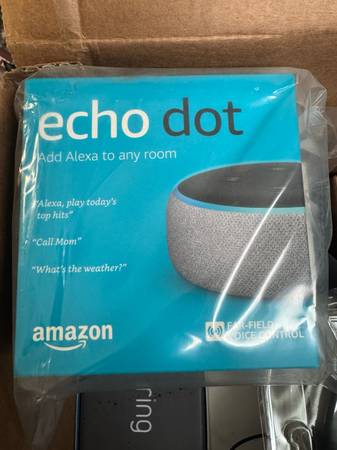 echo dot
Add Alexa to any room
"Alexa, play today's
top hits"
"Call Mom"
"What's the weather?"
amazon
FAR-FIELD
VOICE CONTROL
ring